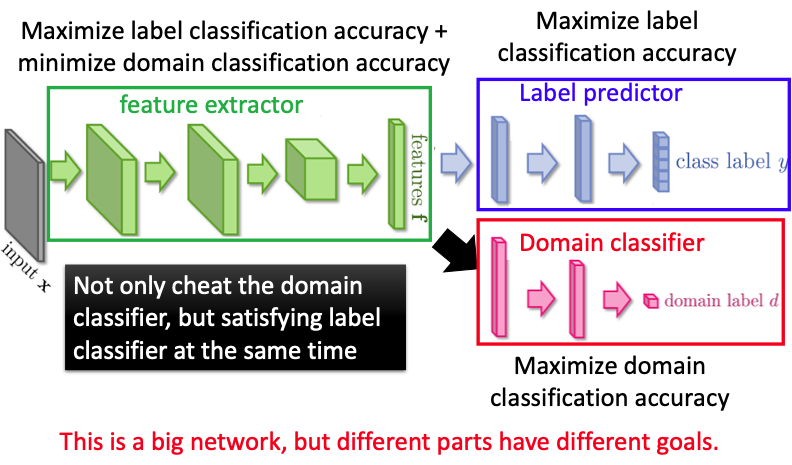 Maximize label classification accuracy +
minimize domain classification accuracy
Maximize label
classification accuracy
feature extractor
Label predictor
features f
class label y
input x
Domain classifier
domain label d
Not only cheat the domain
classifier, but satisfying label
classifier at the same time
Maximize domain
classification accuracy
This is a big network, but different parts have different goals.